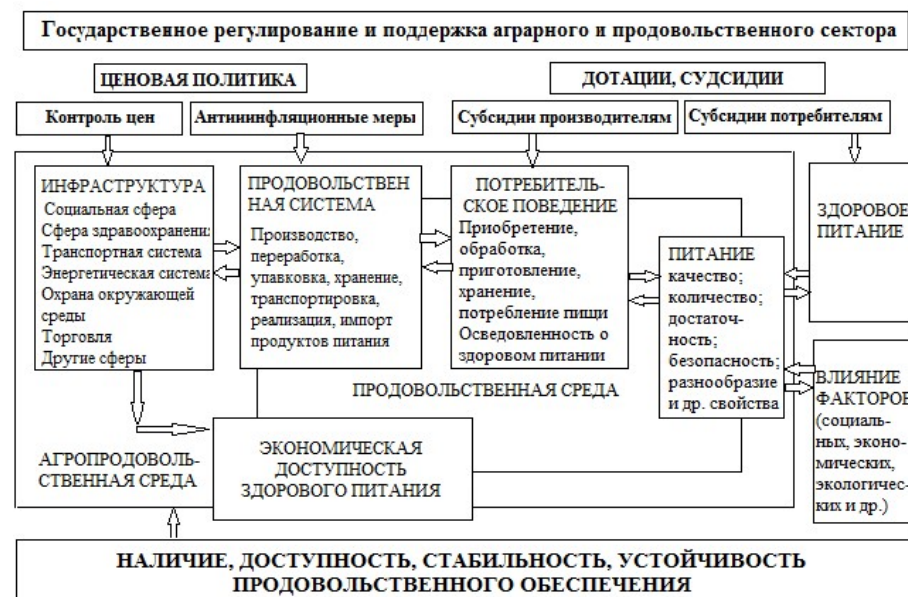 Государственное регулирование и поддержка аграрного и продовольственного сектора
ЦЕНОВАЯ ПОЛИТИКА
ДОТАЦИИ, СУДСИДИИ
Контроль цен
Антиинфляционные меры
Субсидии производителям
Субсидии потребителям
ИНФРАСТРУКТУРА
Социальная сфера
Сфера здравоохранения
Транспортная система
Энергетическая система
Охрана окружающей
среды
Торговля
Другие сферы
ПРОДОВОЛЬСТВЕН
НАЯ СИСТЕМА
Производство,
переработка,
упаковка, хранение,
транспортировка,
реализация, импорт
продуктов питания
ПОТРЕБИТЕЛЬ-
СКОЕ ПОВЕДЕНИЕ
Приобретение,
обработка,
приготовление,
хранение,
потребление пищи
Осведомленность о
здоровом питании
ПИТАНИЕ
качество;
количество;
достаточ-
ность;
безопасность;
разнообразие
и др. свойства
ЗДОРОВОЕ
ПИТАНИЕ
ВЛИЯНИЕ
ФАКТОРОВ
(социаль-
ных, эконо-
мических,
экологичес-
ких и др.)
ПРОДОВОЛЬСТВЕННАЯ СРЕДА
АГРОПРОДОВОЛЬ-
СТВЕННАЯ СРЕДА
ЭКОНОМИЧЕСКАЯ
ДОСТУПНОСТЬ
ЗДОРОВОГО ПИТАНИЯ
НАЛИЧИЕ, ДОСТУПНОСТЬ, СТАБИЛЬНОСТЬ, УСТОЙЧИВОСТЬ
ПРОДОВОЛЬСТВЕННОГО ОБЕСПЕЧЕНИЯ